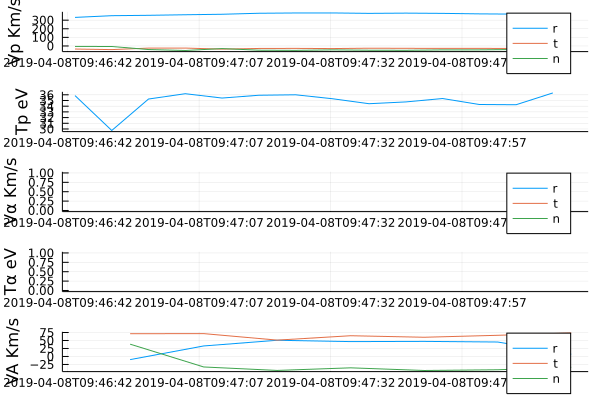 Vp Km/s
300
200
100
0
2019-04-08T09:46:42 2019-04-08T09:47:07 2019-04-08T09:47:32 2019-04-08T09:47
r
t
n
Tp eV
36
35
34
33
32
31
30
2019-04-08T09:46:42 2019-04-08T09:47:07 2019-04-08T09:47:32 2019-04-08T09:47:57
Vα Km/s
1.00
0.75
0.50
0.25
0.00
2019-04-08T09:46:42 2019-04-08T09:47:07 2019-04-08T09:47:32 2019-04-08T09:47
r
t
n
Tα eV
1.00
0.75
0.50
0.25
0.00
2019-04-08T09:46:42 2019-04-08T09:47:07 2019-04-08T09:47:32 2019-04-08T09:47:57
VA Km/s
75
50
25
0
−25
2019-04-08T09:46:42 2019-04-08T09:47:07 2019-04-08T09:47:32 2019-04-08T09:47
r
t
n